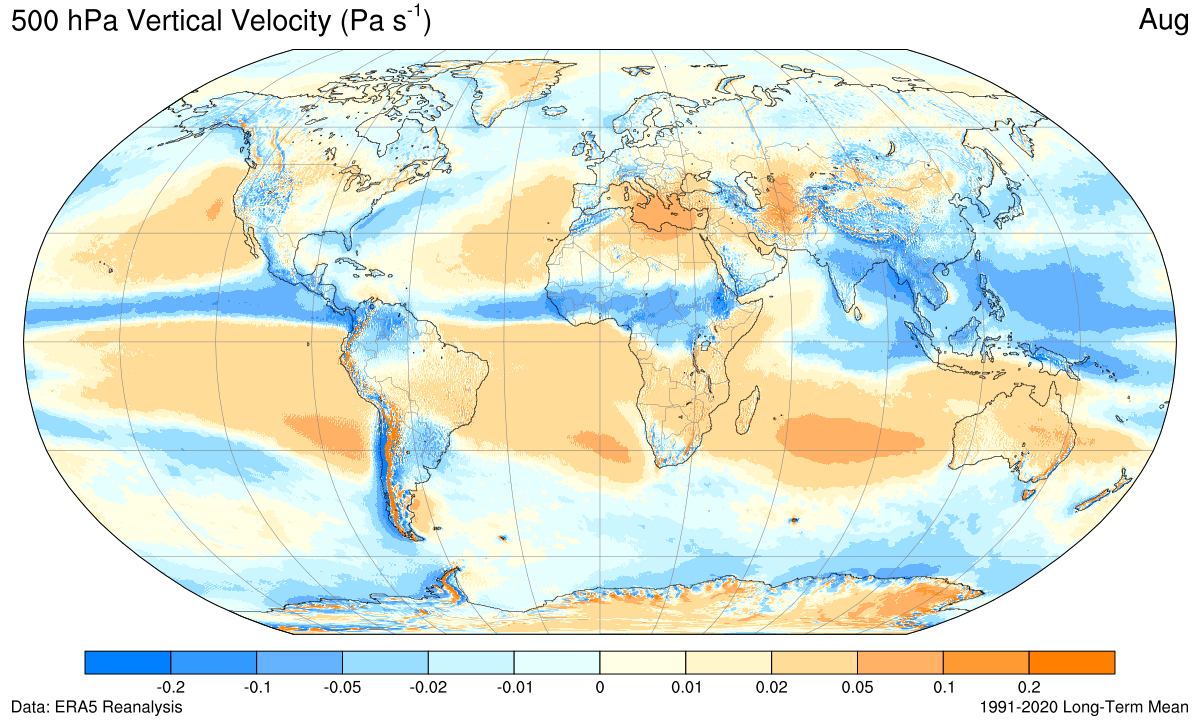 500 hPa Vertical Velocity (Pa s-1)
Aug
-0.2 -0.1 -0.05 -0.02 -0.01 0 0.01 0.02 0.05 0.1 0.2
Data: ERA5 Reanalysis
1991-2020 Long-Term Mean